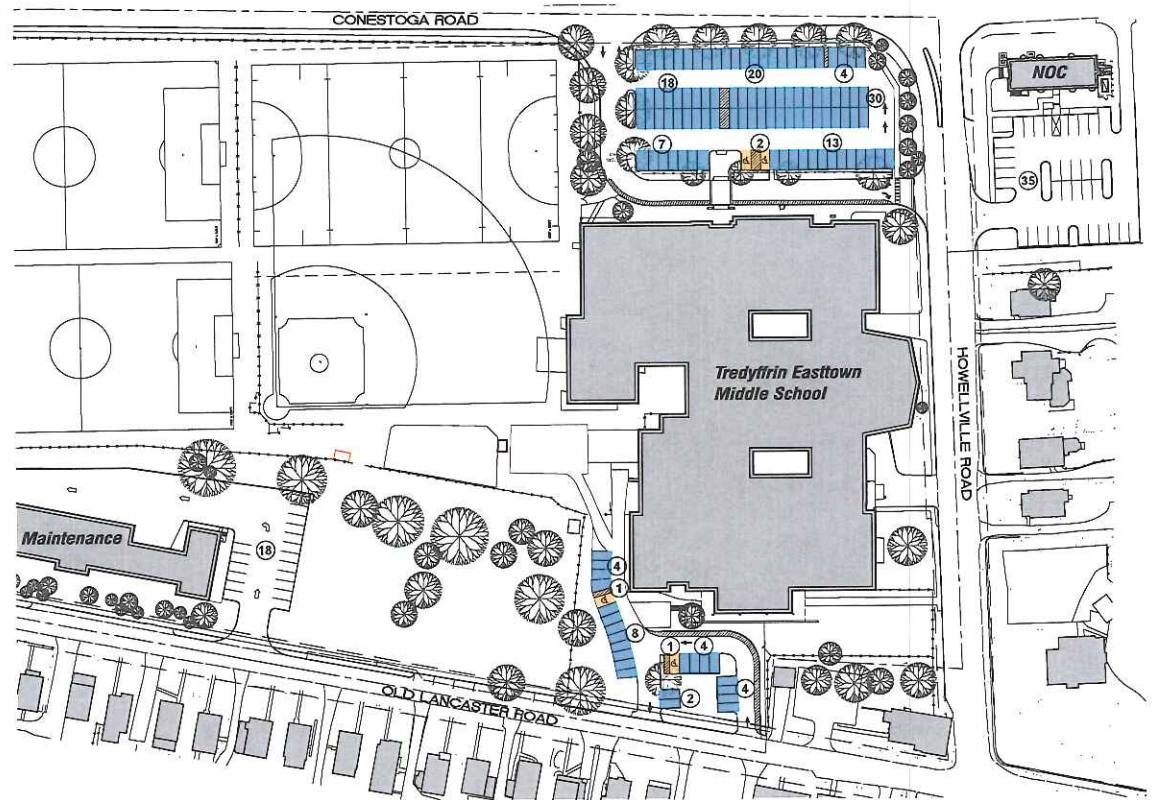 CONESTOGA ROAD
NOC
20
4
18
30
7
2
13
35
Tredyffrin Easttown
Middle School
HOWELLVILLE ROAD
Maintenance
18
4
1
8
1
4
4
2
OLD LANCASTER ROAD